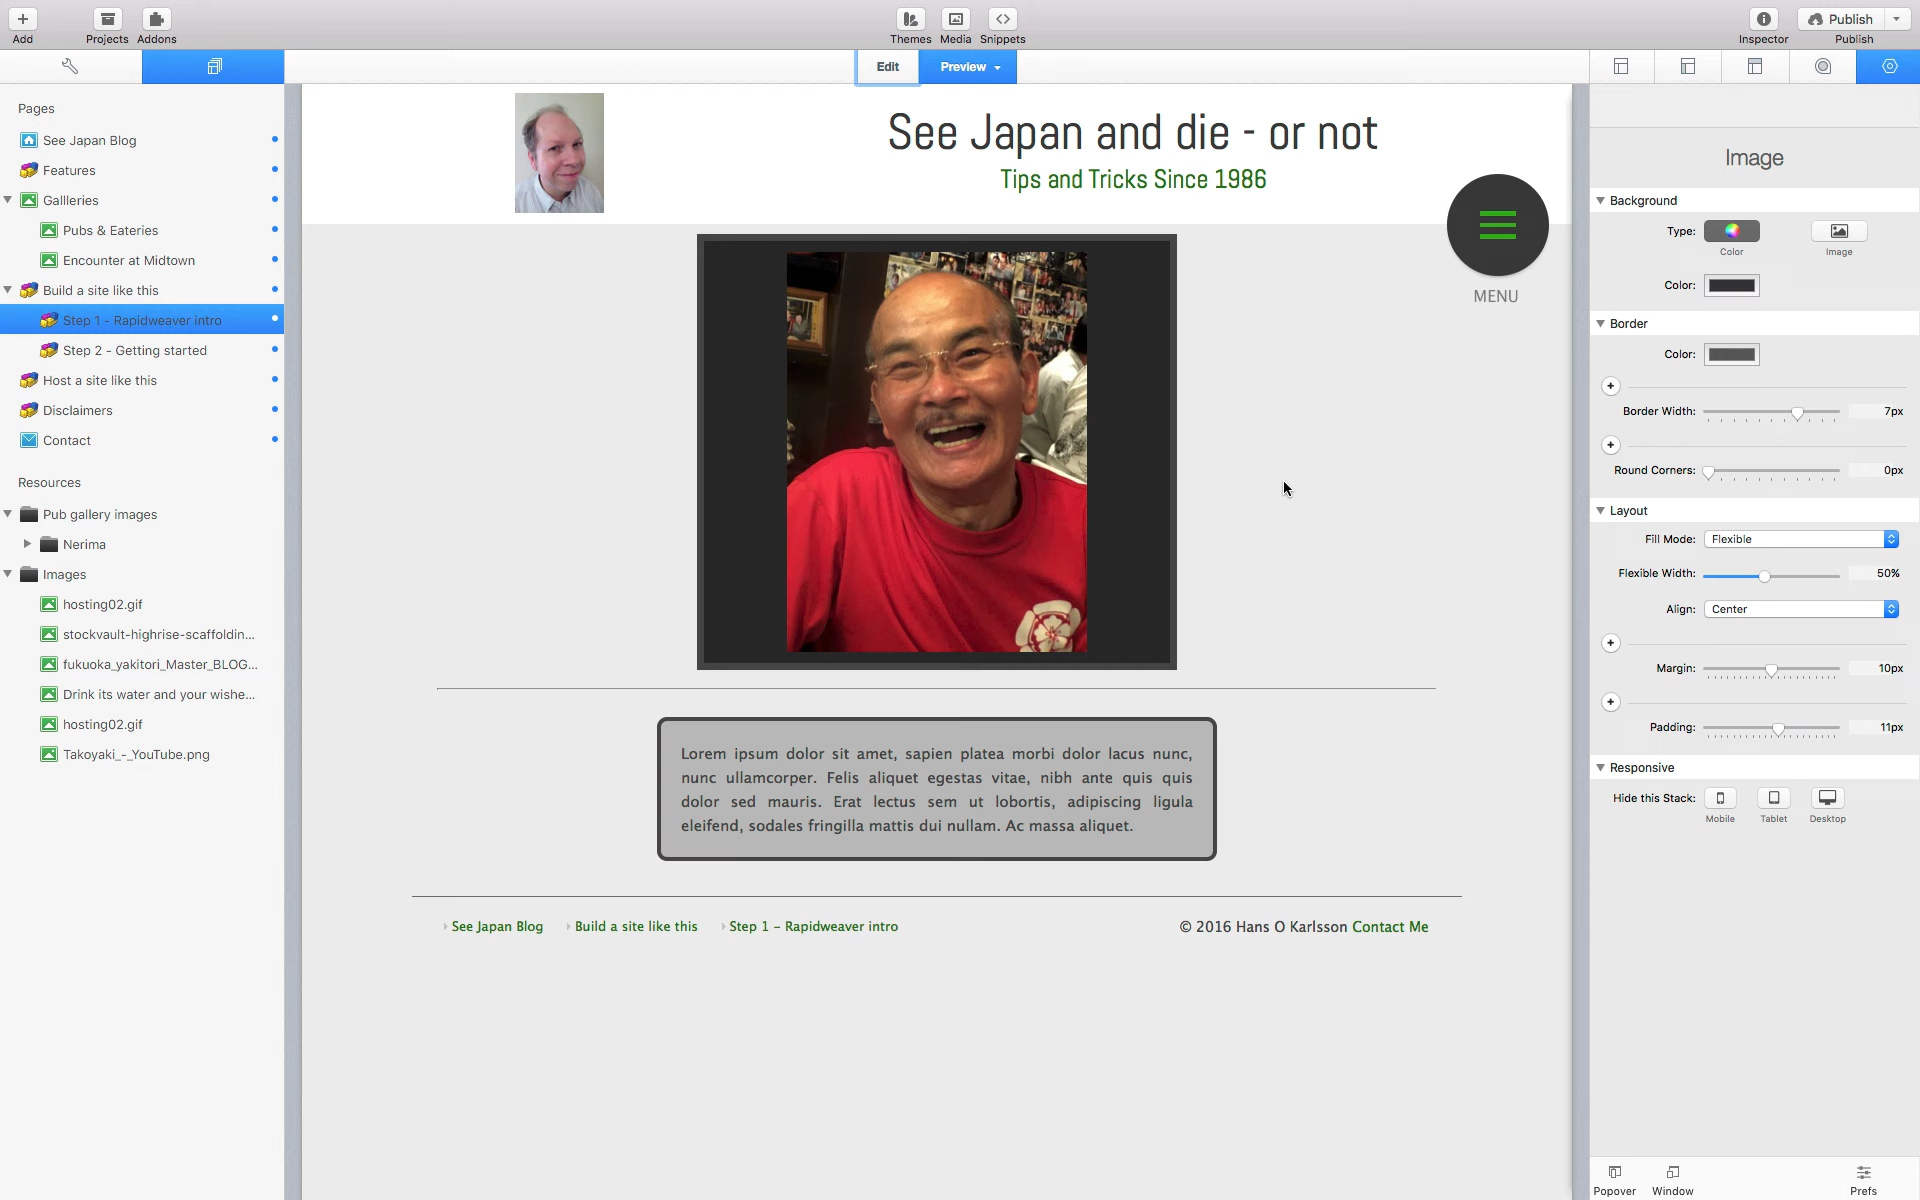 Add
Projects
Addons
Themes
Media
Snippets
Inspector
Publish
Publish
Edit
Preview
Pages
See Japan Blog
Features
Gallleries
Pubs & Eateries
Encounter at Midtown
Build a site like this
Step 1 - Rapidweaver intro
Step 2 - Getting started
Host a site like this
Disclaimers
Contact
Resources
Pub gallery images
Nerima
Images
hosting02.gif
stockvault-highrise-scaffoldin...
fukuoka_yakitori_Master_BLOG...
Drink its water and your wishe...
hosting02.gif
Takoyaki_-_YouTube.png
See Japan and die - or not
Tips and Tricks Since 1986
MENU
Lorem ipsum dolor sit amet, sapien platea morbi dolor lacus nunc,
nunc ullamcorper. Felis aliquet egestas vitae, nibh ante quis quis
dolor sed mauris. Erat lectus sem ut lobortis, adipiscing ligula
eleifend, sodales fringilla mattis dui nullam. Ac massa aliquet.
See Japan Blog
Build a site like this
Step 1 – Rapidweaver intro
© 2016 Hans O Karlsson Contact Me
Image
Background
Type:
Color
Image
Color:
Border
Color:
Border Width: 7px
Round Corners: 0px
Layout
Fill Mode: Flexible
Flexible Width: 50%
Align: Center
Margin: 10px
Padding: 11px
Responsive
Hide this Stack:
Mobile
Tablet
Desktop
Popover
Window
Prefs